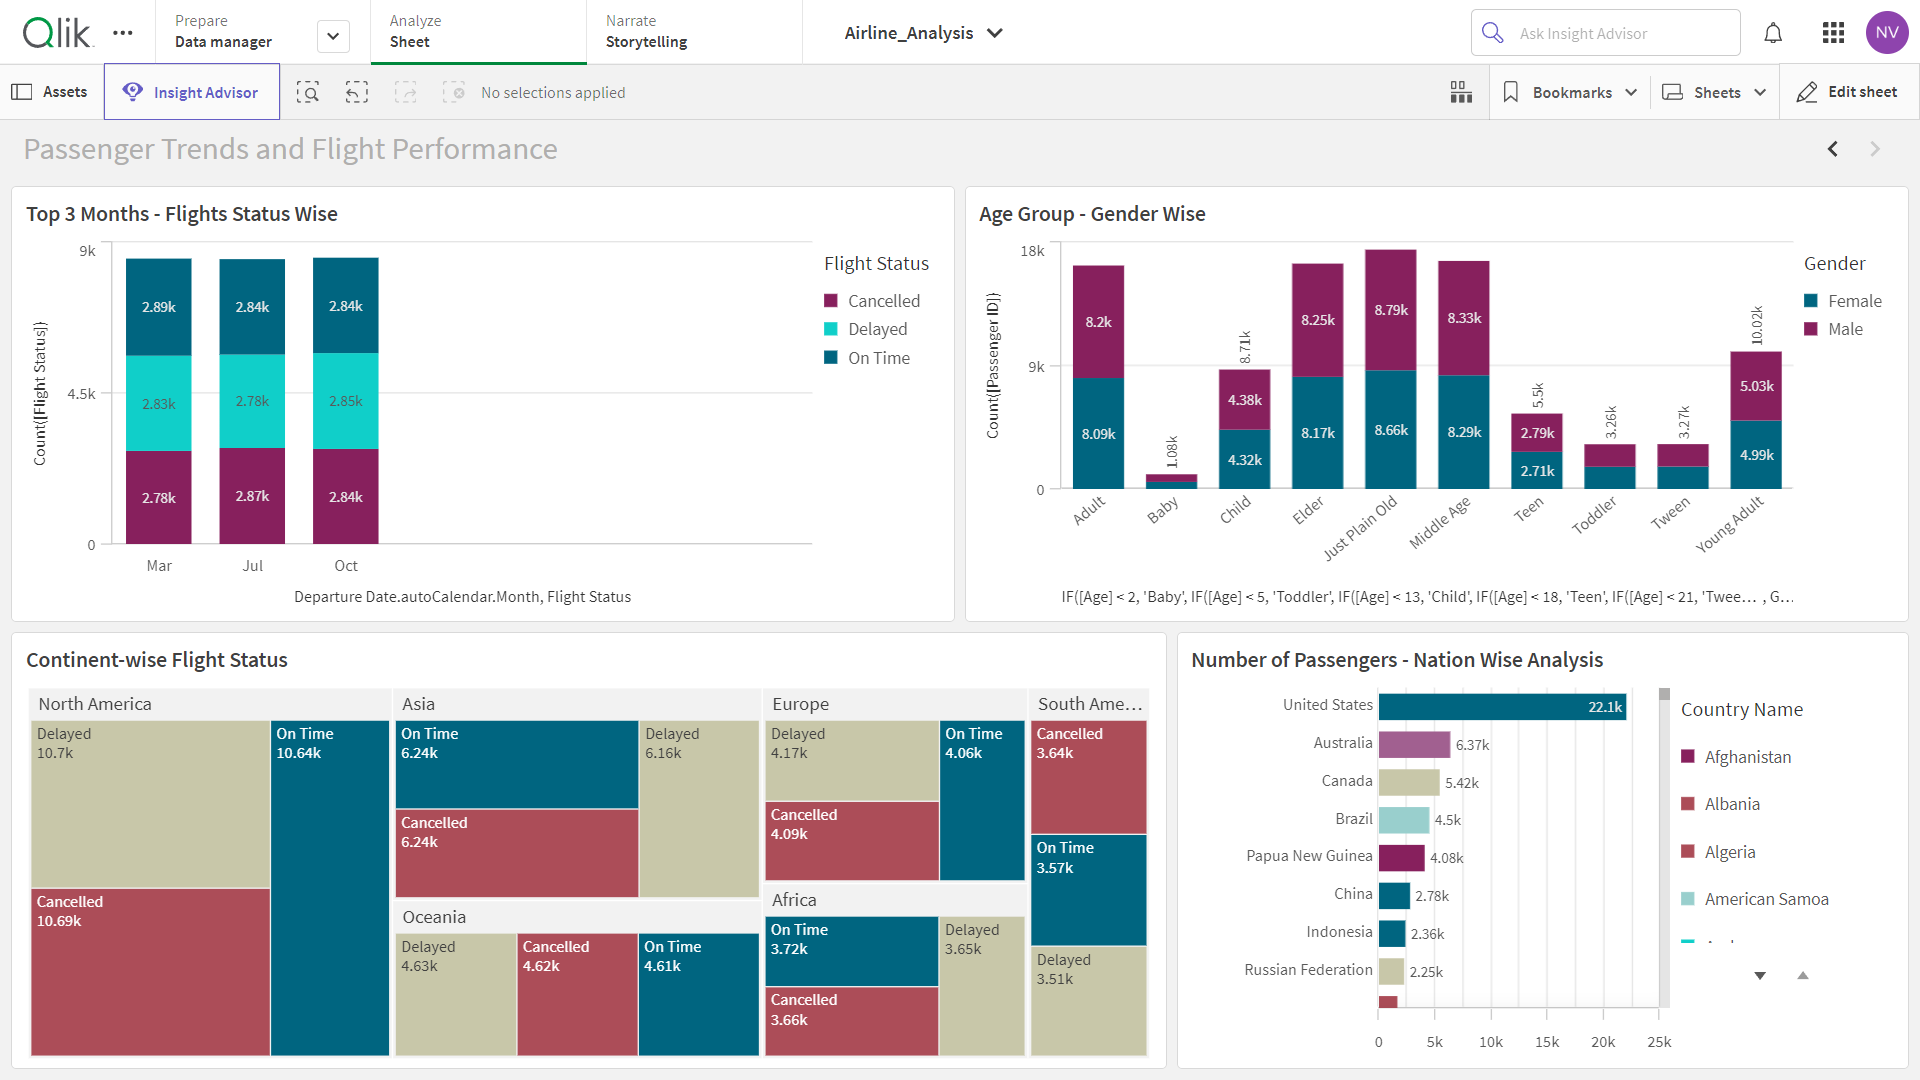 Qlik
Prepare
Data manager
Analyze
Sheet
Narrate
Storytelling
Airline_Analysis
Ask Insight Advisor
NV
Assets
Insight Advisor
No selections applied
Bookmarks
Sheets
Edit sheet
Passenger Trends and Flight Performance
Top 3 Months - Flights Status Wise
Count([Flight Status])
9k
4.5k
0
2.89k
2.84k
2.84k
2.83k
2.78k
2.85k
2.78k
2.87k
2.84k
Mar
Jul
Oct
Departure Date.autoCalendar.Month, Flight Status
Flight Status
Cancelled
Delayed
On Time
Age Group - Gender Wise
Count([Passenger ID])
18k
9k
0
8.2k
8.09k
1.08k
8.71k
4.38k
4.32k
8.25k
8.17k
8.79k
8.66k
8.33k
8.29k
5.5k
2.79k
2.71k
3.26k
3.27k
10.02k
5.03k
4.99k
Adult
Baby
Child
Elder
Just Plain Old
Middle Age
Teen
Toddler
Tween
Young Adult
IF([Age] < 2, 'Baby', IF([Age] < 5, 'Toddler', IF([Age] < 13, 'Child', IF([Age] < 18, 'Teen', IF([Age] < 21, 'Twee... , G...
Gender
Female
Male
Continent-wise Flight Status
North America
Delayed
10.7k
On Time
10.64k
Cancelled
10.69k
Asia
On Time
6.24k
Delayed
6.16k
Cancelled
6.24k
Oceania
Delayed
4.63k
Cancelled
4.62k
On Time
4.61k
Europe
Delayed
4.17k
On Time
4.06k
Cancelled
4.09k
Africa
On Time
3.72k
Delayed
3.65k
Cancelled
3.66k
South Ame...
Cancelled
3.64k
On Time
3.57k
Delayed
3.51k
Number of Passengers - Nation Wise Analysis
United States 22.1k
Australia 6.37k
Canada 5.42k
Brazil 4.5k
Papua New Guinea 4.08k
China 2.78k
Indonesia 2.36k
Russian Federation 2.25k
0 5k 10k 15k 20k 25k
Country Name
Afghanistan
Albania
Algeria
American Samoa